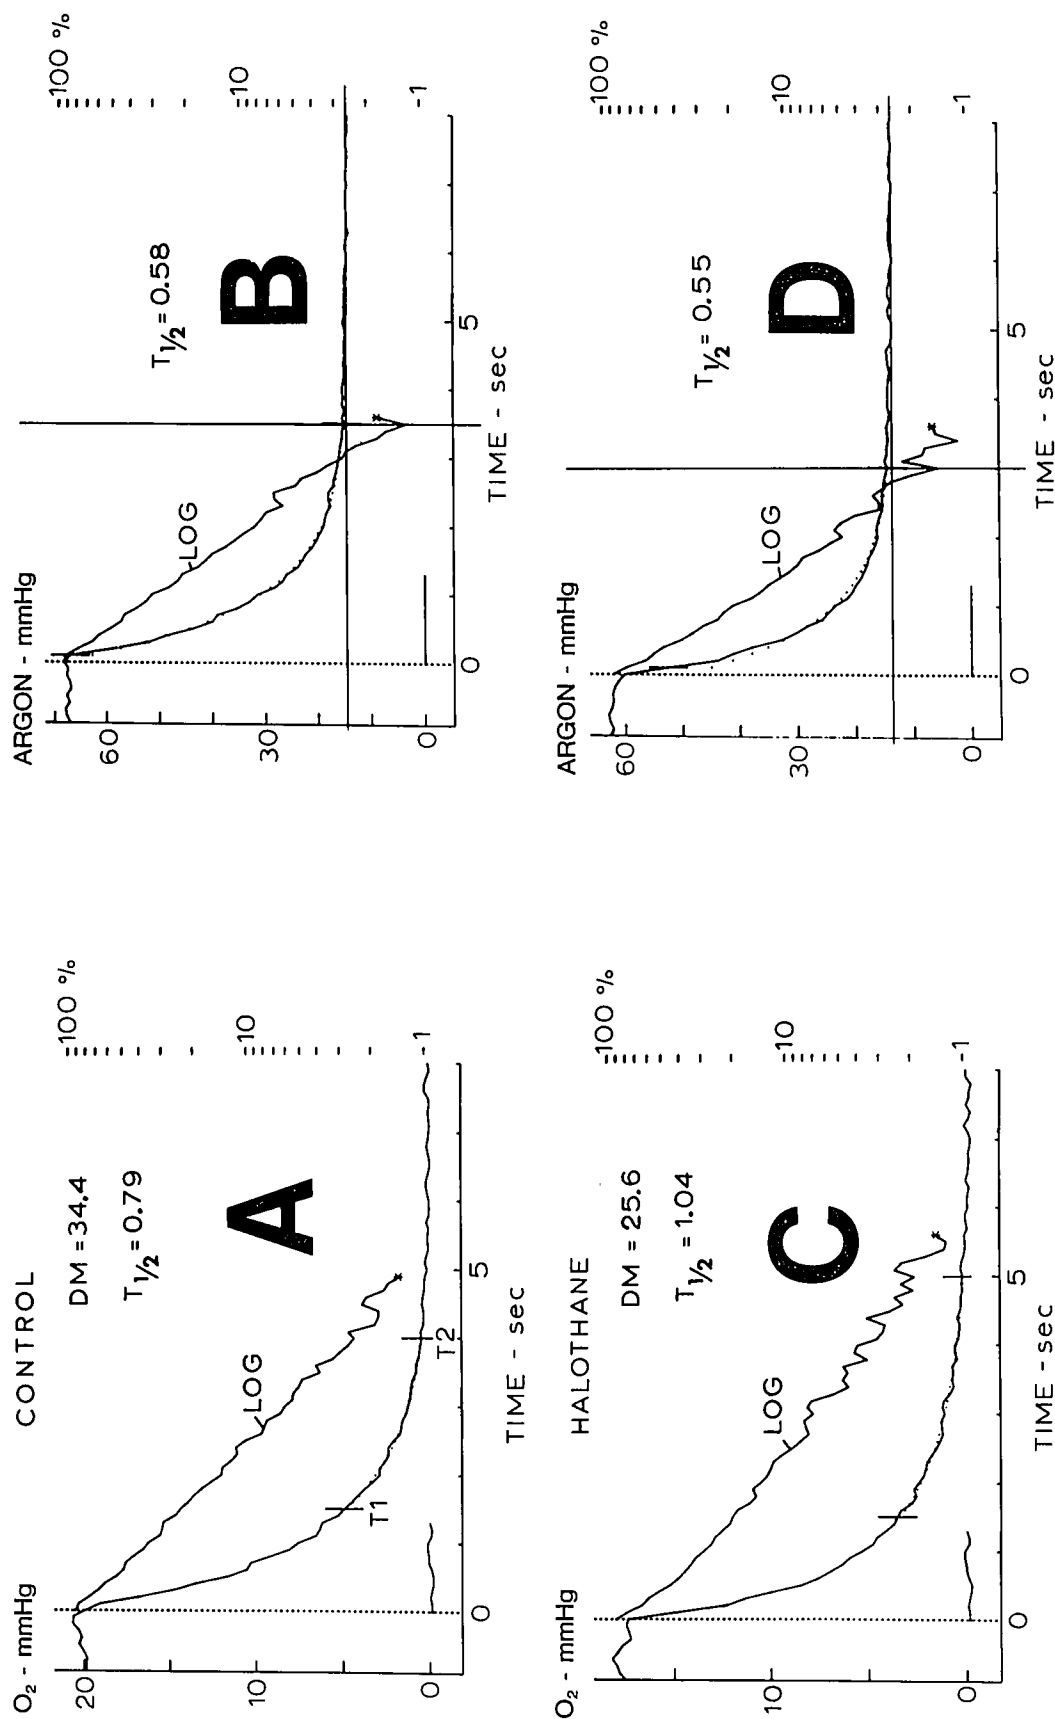 CONTROL
O₂ - mmHg
DM = 34.4
T½ = 0.79
100 %
10
1
20
10
0
LOG
A
T1
T2
0
5
TIME - sec
ARGON - mmHg
T½ = 0.58
100 %
10
1
60
30
0
LOG
B
0
5
TIME - sec
HALOTHANE
O₂ - mmHg
DM = 25.6
T½ = 1.04
100 %
10
1
10
0
LOG
C
0
5
TIME - sec
ARGON - mmHg
T½ = 0.55
100 %
10
1
60
30
0
LOG
D
0
5
TIME - sec